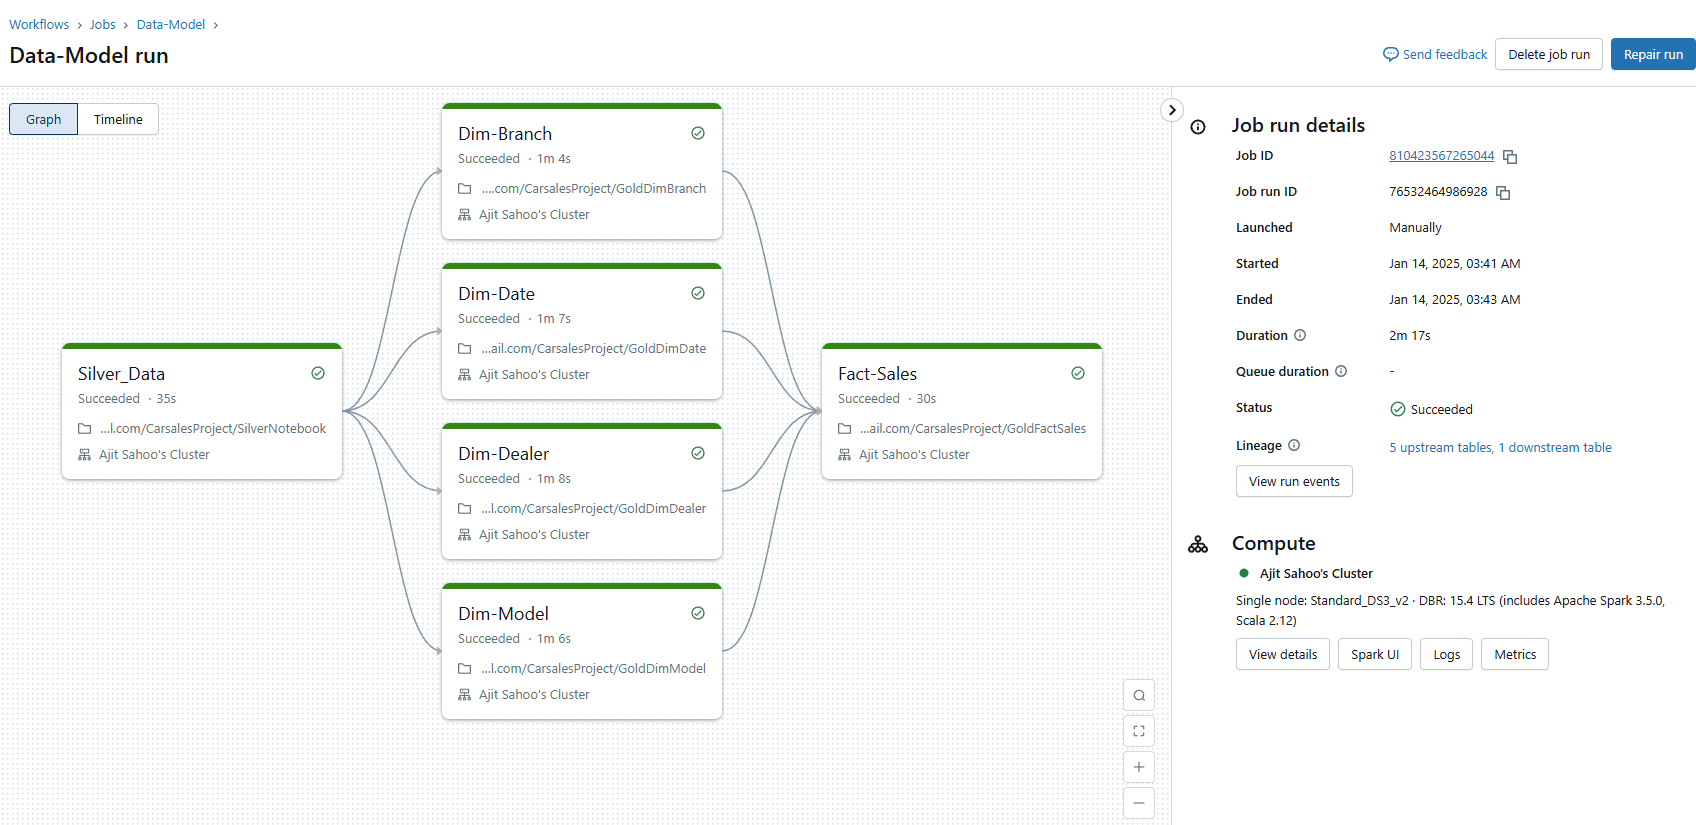 Workflows › Jobs › Data-Model ›
Data-Model run
Send feedback
Delete job run
Repair run
Graph
Timeline
Silver_Data
Succeeded · 35s
...l.com/CarsalesProject/SilverNotebook
Ajit Sahoo's Cluster
Dim-Branch
Succeeded · 1m 4s
....com/CarsalesProject/GoldDimBranch
Ajit Sahoo's Cluster
Dim-Date
Succeeded · 1m 7s
...ail.com/CarsalesProject/GoldDimDate
Ajit Sahoo's Cluster
Dim-Dealer
Succeeded · 1m 8s
...l.com/CarsalesProject/GoldDimDealer
Ajit Sahoo's Cluster
Dim-Model
Succeeded · 1m 6s
...l.com/CarsalesProject/GoldDimModel
Ajit Sahoo's Cluster
Fact-Sales
Succeeded · 30s
...ail.com/CarsalesProject/GoldFactSales
Ajit Sahoo's Cluster
Job run details
Job ID 810423567265044
Job run ID 76532464986928
Launched Manually
Started Jan 14, 2025, 03:41 AM
Ended Jan 14, 2025, 03:43 AM
Duration 2m 17s
Queue duration -
Status Succeeded
Lineage 5 upstream tables, 1 downstream table
View run events
Compute
Ajit Sahoo's Cluster
Single node: Standard_DS3_v2 · DBR: 15.4 LTS (includes Apache Spark 3.5.0,
Scala 2.12)
View details
Spark UI
Logs
Metrics